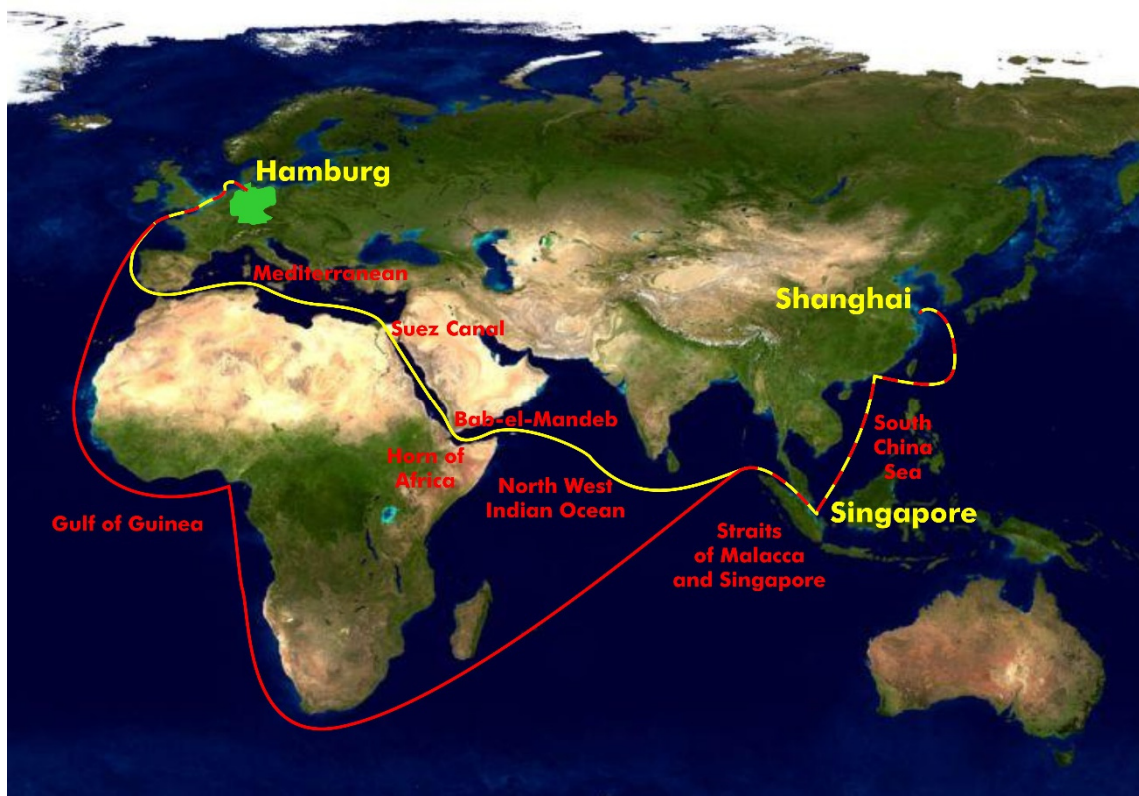 Hamburg
Mediterranean
Shanghai
Suez Canal
Bab-el-Mandeb
South
China
Sea
Horn of
Africa
North West
Indian Ocean
Gulf of Guinea
Singapore
Straits
of Malacca
and Singapore